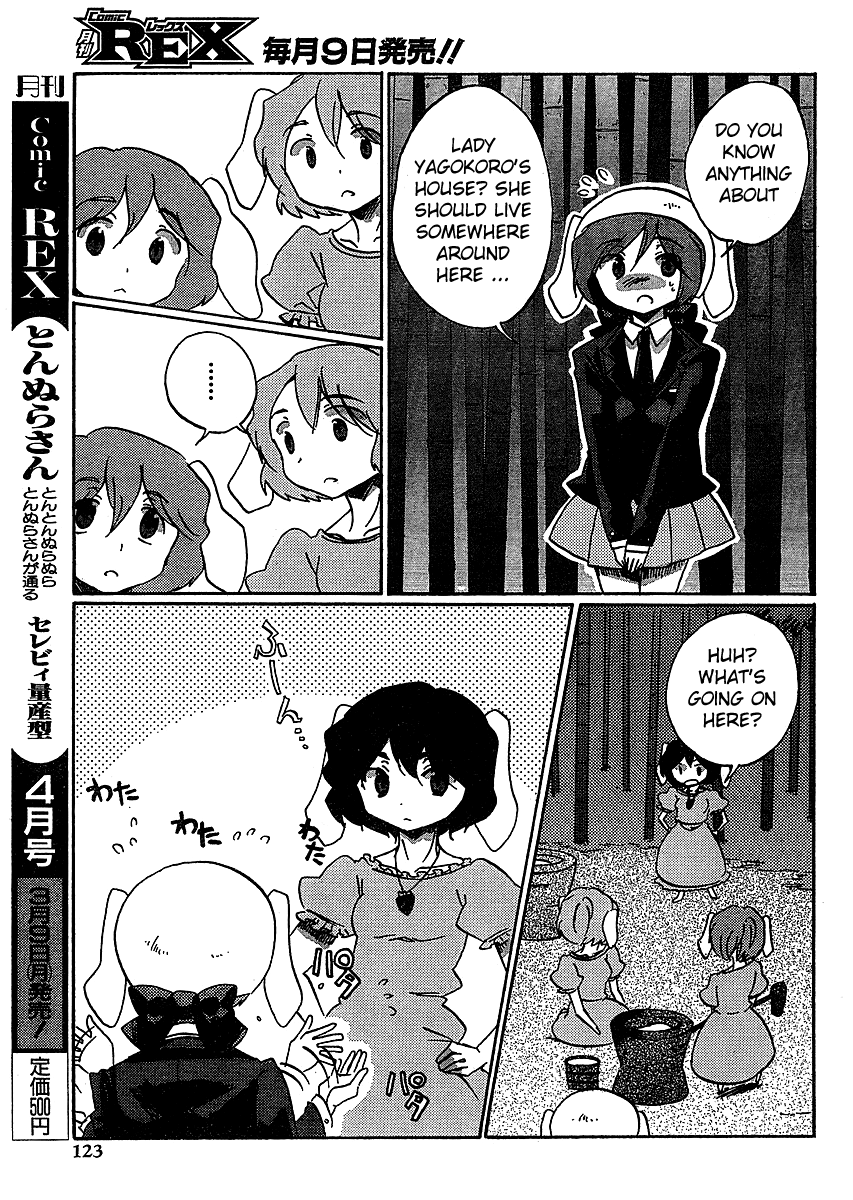 Comic
月刊
レックス
REX
毎月9日発売!!
DO YOU
KNOW
ANYTHING
ABOUT
LADY
YAGOKORO'S
HOUSE? SHE
SHOULD LIVE
SOMEWHERE
AROUND
HERE ...
......
HUH?
WHAT'S
GOING ON
HERE?
ふーん...
わた
わた
わた
パタ
パタ
月刊
Comic REX
とんぬらさん
とんとんぬらぬら
とんぬらさんが通る
セレビィ量産型
4月号
3月9日(月)発売!
定価500円
123